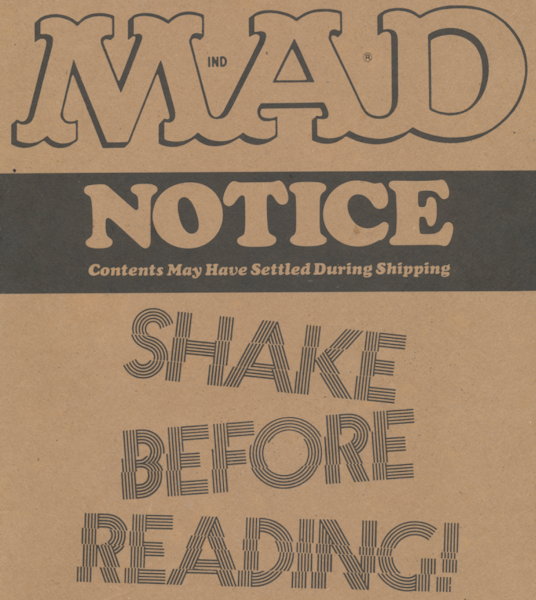 MAD
IND
®
NOTICE
Contents May Have Settled During Shipping
SHAKE
BEFORE
READING!